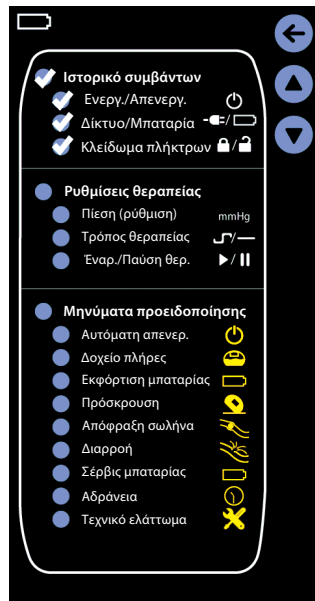 Ιστορικό συμβάντων
Ενεργ./Απενεργ.
Δίκτυο/Μπαταρία /
Κλείδωμα πλήκτρων /
Ρυθμίσεις θεραπείας
Πίεση (ρύθμιση) mmHg
Τρόπος θεραπείας /
Έναρ./Παύση θερ. /
Μηνύματα προειδοποίησης
Αυτόματη απενερ.
Δοχείο πλήρες
Εκφόρτιση μπαταρίας
Πρόσκρουση
Απόφραξη σωλήνα
Διαρροή
Σέρβις μπαταρίας
Αδράνεια
Τεχνικό ελάττωμα